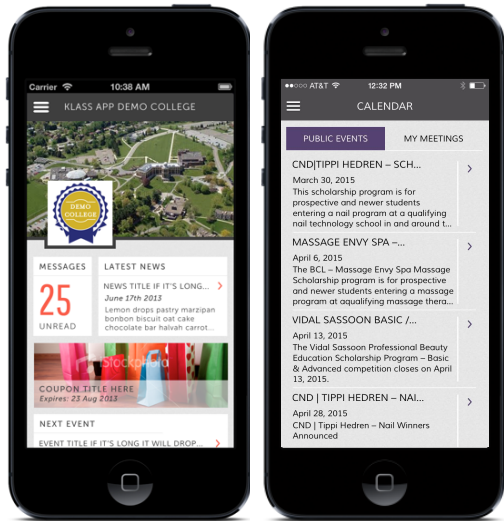 Carrier 10:38 AM
KLASS APP DEMO COLLEGE
DEMO
COLLEGE
MESSAGES
25
UNREAD
LATEST NEWS
NEWS TITLE IF IT'S LONG...
June 17th 2013
Lemon drops pastry marzipan
bonbon biscuit oat cake
chocolate bar halvah carrot...
iStockphoto
COUPON TITLE HERE
Expires: 23 Aug 2013
NEXT EVENT
EVENT TITLE IF IT'S LONG IT WILL DROP...
AT&T 12:32 PM
CALENDAR
PUBLIC EVENTS MY MEETINGS
CND|TIPPI HEDREN – SCH...
March 30, 2015
This scholarship program is for
prospective and newer students
entering a nail program at a qualifying
nail technology school in and around t...
MASSAGE ENVY SPA –...
April 6, 2015
The BCL – Massage Envy Spa Massage
Scholarship program is for prospective
and newer students entering a massage
program at aqualifying massage thera...
VIDAL SASSOON BASIC /...
April 13, 2015
The Vidal Sassoon Professional Beauty
Education Scholarship Program – Basic
& Advanced competition closes on April
13, 2015.
CND | TIPPI HEDREN – NAI...
April 28, 2015
CND | Tippi Hedren – Nail Winners
Announced